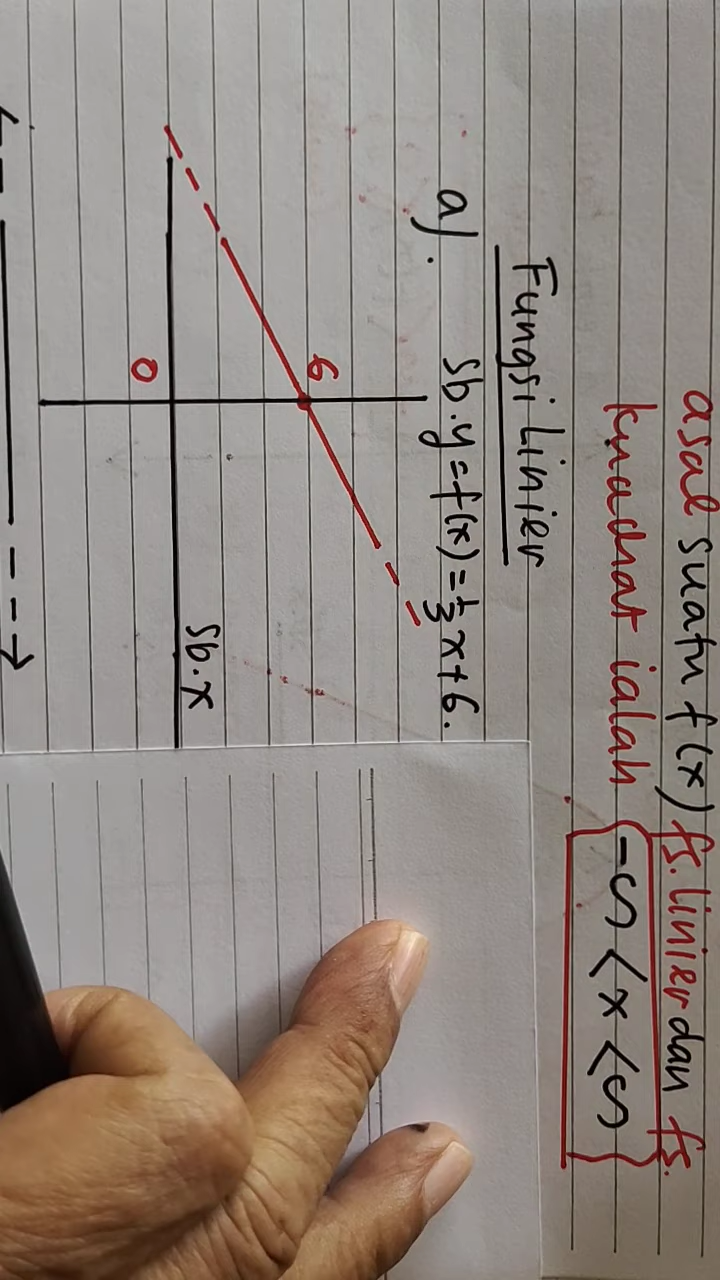 asal suatu f(x) fs. linier dan fs.
kuadrat ialah {-∽ < x < ∽}
Fungsi Linier
a). Sb.y = f(x) = 1/3 x + 6.
6
0
Sb.x